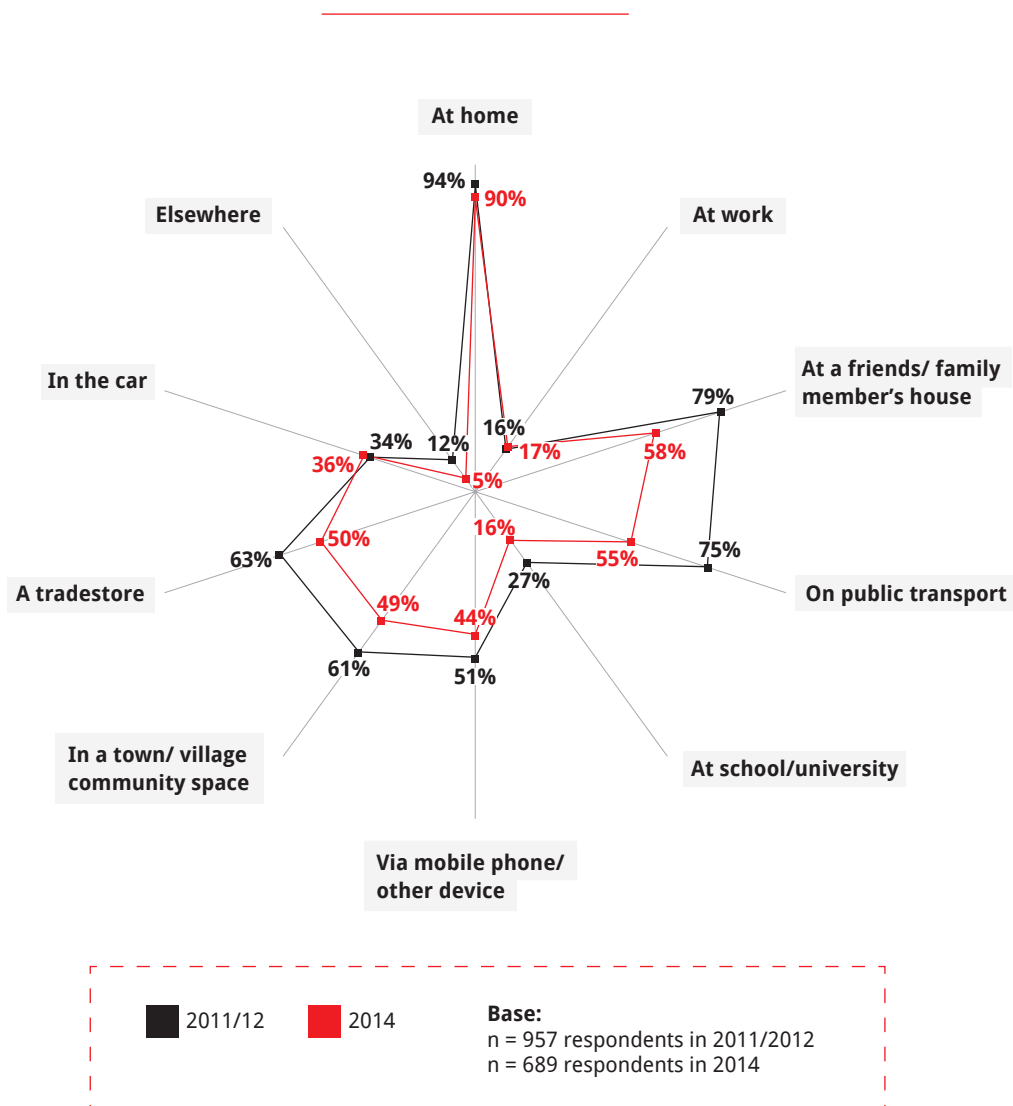 At home
94%
90%
Elsewhere
At work
In the car
At a friends/ family
member’s house
79%
34%
12%
16%
36%
17%
58%
5%
16%
63%
50%
55%
75%
27%
A tradestore
On public transport
49%
44%
61%
51%
In a town/ village
community space
At school/university
Via mobile phone/
other device
2011/12
2014
Base:
n = 957 respondents in 2011/2012
n = 689 respondents in 2014